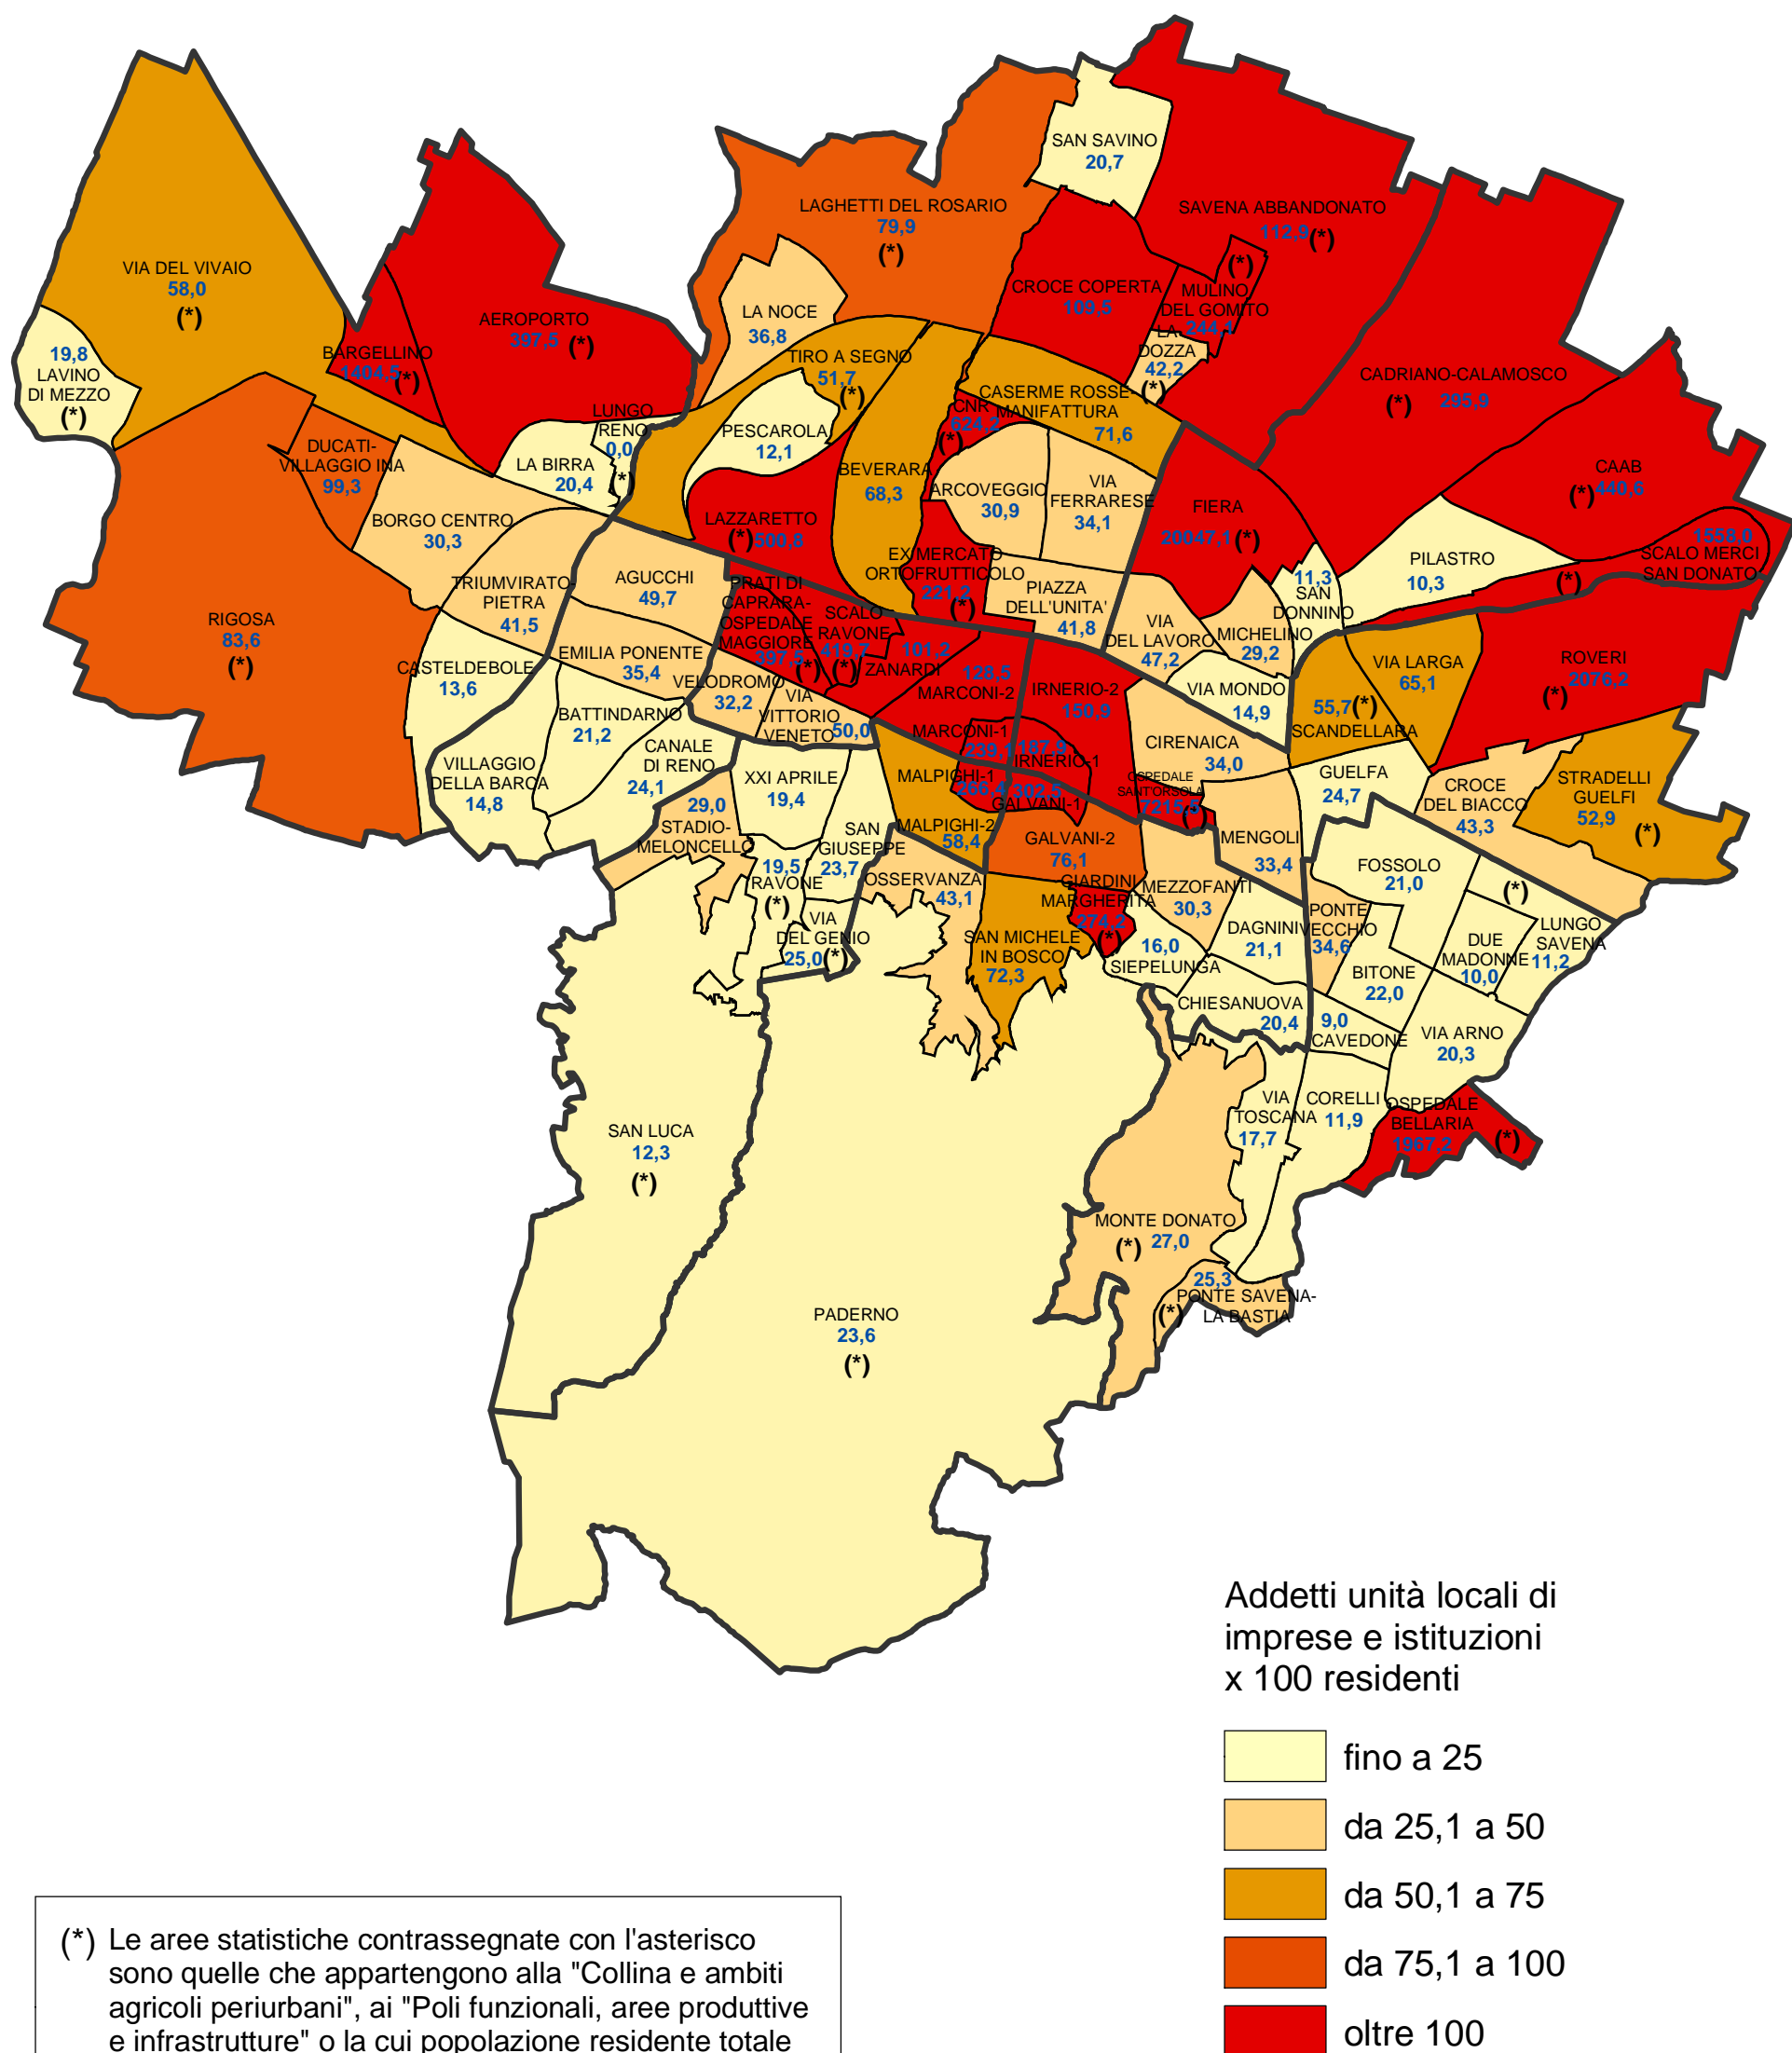 SAN SAVINO
20,7
LAGHETTI DEL ROSARIO
79,9
(*)
SAVENA ABBANDONATO
112,9 (*)
VIA DEL VIVAIO
58,0
(*)
CROCE COPERTA
109,5
(*)
MULINO
DEL GOMITO
244,1
LA NOCE
36,8
AEROPORTO
397,5 (*)
BARGELLINO
1404,5 (*)
19,8
LAVINO
DI MEZZO
(*)
TIRO A SEGNO
51,7
(*)
LA
DOZZA
42,2
(*)
CADRIANO-CALAMOSCO
(*) 295,9
CASERME ROSSE-
MANIFATTURA
71,6
CNR
624,2
(*)
LUNGO
RENO
0,0
(*)
PESCAROLA
12,1
DUCATI-
VILLAGGIO INA
99,3
LA BIRRA
20,4
BEVERARA
68,3
ARCOVEGGIO
30,9
VIA
FERRARESE
34,1
CAAB
(*) 440,6
FIERA
20047,1 (*)
BORGO CENTRO
30,3
LAZZARETTO
(*) 500,8
1558,0
SCALO MERCI
SAN DONATO
(*)
PILASTRO
10,3
EX MERCATO
ORTOFRUTTICOLO
221,2
(*)
11,3
SAN
DONNINO
TRIUMVIRATO-
PIETRA
41,5
AGUCCHI
49,7
PRATI DI
CAPRARA-
OSPEDALE
MAGGIORE
397,5
(*)
SCALO
RAVONE
419,7
(*)
PIAZZA
DELL'UNITA'
41,8
RIGOSA
83,6
(*)
VIA
DEL LAVORO
47,2
MICHELINO
29,2
101,2
ZANARDI
EMILIA PONENTE
35,4
CASTELDEBOLE
13,6
VIA LARGA
65,1
ROVERI
2076,2
(*)
128,5
MARCONI-2
IRNERIO-2
150,9
VELODROMO
32,2
VIA
VITTORIO
VENETO 50,0
VIA MONDO
14,9
55,7 (*)
SCANDELLARA
BATTINDARNO
21,2
MARCONI-1
239,1
187,9
IRNERIO-1
CIRENAICA
34,0
CANALE
DI RENO
24,1
VILLAGGIO
DELLA BARCA
14,8
XXI APRILE
19,4
MALPIGHI-1
266,4
302,5
GALVANI-1
OSPEDALE
SANT'ORSOLA
7215,5
(*)
GUELFA
24,7
CROCE
DEL BIACCO
43,3
STRADELLI
GUELFI
52,9
(*)
29,0
STADIO-
MELONCELLO
SAN
GIUSEPPE
23,7
MALPIGHI-2
58,4
GALVANI-2
76,1
MENGOLI
33,4
FOSSOLO
21,0
(*)
19,5
RAVONE
(*)
OSSERVANZA
43,1
GIARDINI
MARGHERITA
274,2
(*)
MEZZOFANTI
30,3
VIA
DEL GENIO
25,0 (*)
DAGNINI
21,1
PONTE
VECCHIO
34,6
LUNGO
SAVENA
11,2
SAN MICHELE
IN BOSCO
72,3
16,0
SIEPELUNGA
DUE
MADONNE
10,0
BITONE
22,0
CHIESANUOVA
20,4
9,0
CAVEDONE
VIA ARNO
20,3
VIA
TOSCANA
17,7
CORELLI
11,9
OSPEDALE
BELLARIA
1967,2 (*)
SAN LUCA
12,3
(*)
MONTE DONATO
(*) 27,0
25,3
PONTE SAVENA-
LA BASTIA
(*)
PADERNO
23,6
(*)
Addetti unità locali di
imprese e istituzioni
x 100 residenti
fino a 25
da 25,1 a 50
da 50,1 a 75
da 75,1 a 100
oltre 100
(*) Le aree statistiche contrassegnate con l'asterisco
sono quelle che appartengono alla "Collina e ambiti
agricoli periurbani", ai "Poli funzionali, aree produttive
e infrastrutture" o la cui popolazione residente totale